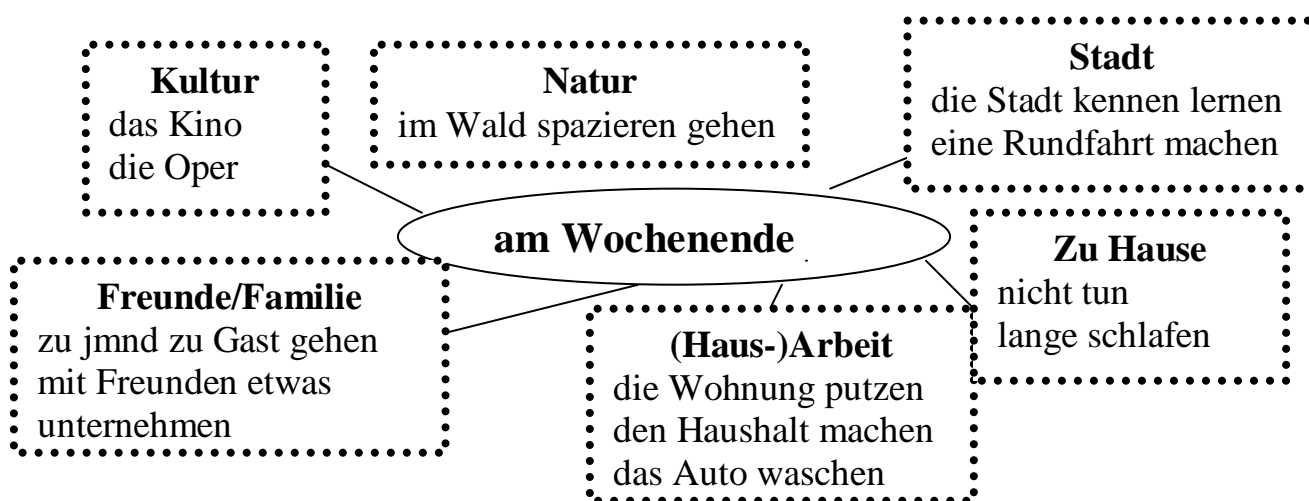 Kultur
das Kino
die Oper
Natur
im Wald spazieren gehen
Stadt
die Stadt kennen lernen
eine Rundfahrt machen
am Wochenende
Zu Hause
nicht tun
lange schlafen
Freunde/Familie
zu jmnd zu Gast gehen
mit Freunden etwas
unternehmen
(Haus-)Arbeit
die Wohnung putzen
den Haushalt machen
das Auto waschen